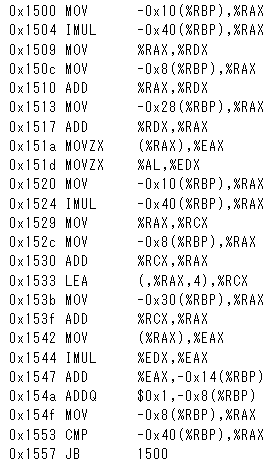 0x1500 MOV -0x10(%RBP),%RAX
0x1504 IMUL -0x40(%RBP),%RAX
0x1509 MOV %RAX,%RDX
0x150c MOV -0x8(%RBP),%RAX
0x1510 ADD %RAX,%RDX
0x1513 MOV -0x28(%RBP),%RAX
0x1517 ADD %RDX,%RAX
0x151a MOVZX (%RAX),%EAX
0x151d MOVZX %AL,%EDX
0x1520 MOV -0x10(%RBP),%RAX
0x1524 IMUL -0x40(%RBP),%RAX
0x1529 MOV %RAX,%RCX
0x152c MOV -0x8(%RBP),%RAX
0x1530 ADD %RCX,%RAX
0x1533 LEA (,%RAX,4),%RCX
0x153b MOV -0x30(%RBP),%RAX
0x153f ADD %RCX,%RAX
0x1542 MOV (%RAX),%EAX
0x1544 IMUL %EDX,%EAX
0x1547 ADD %EAX,-0x14(%RBP)
0x154a ADDQ $0x1,-0x8(%RBP)
0x154f MOV -0x8(%RBP),%RAX
0x1553 CMP -0x40(%RBP),%RAX
0x1557 JB 1500